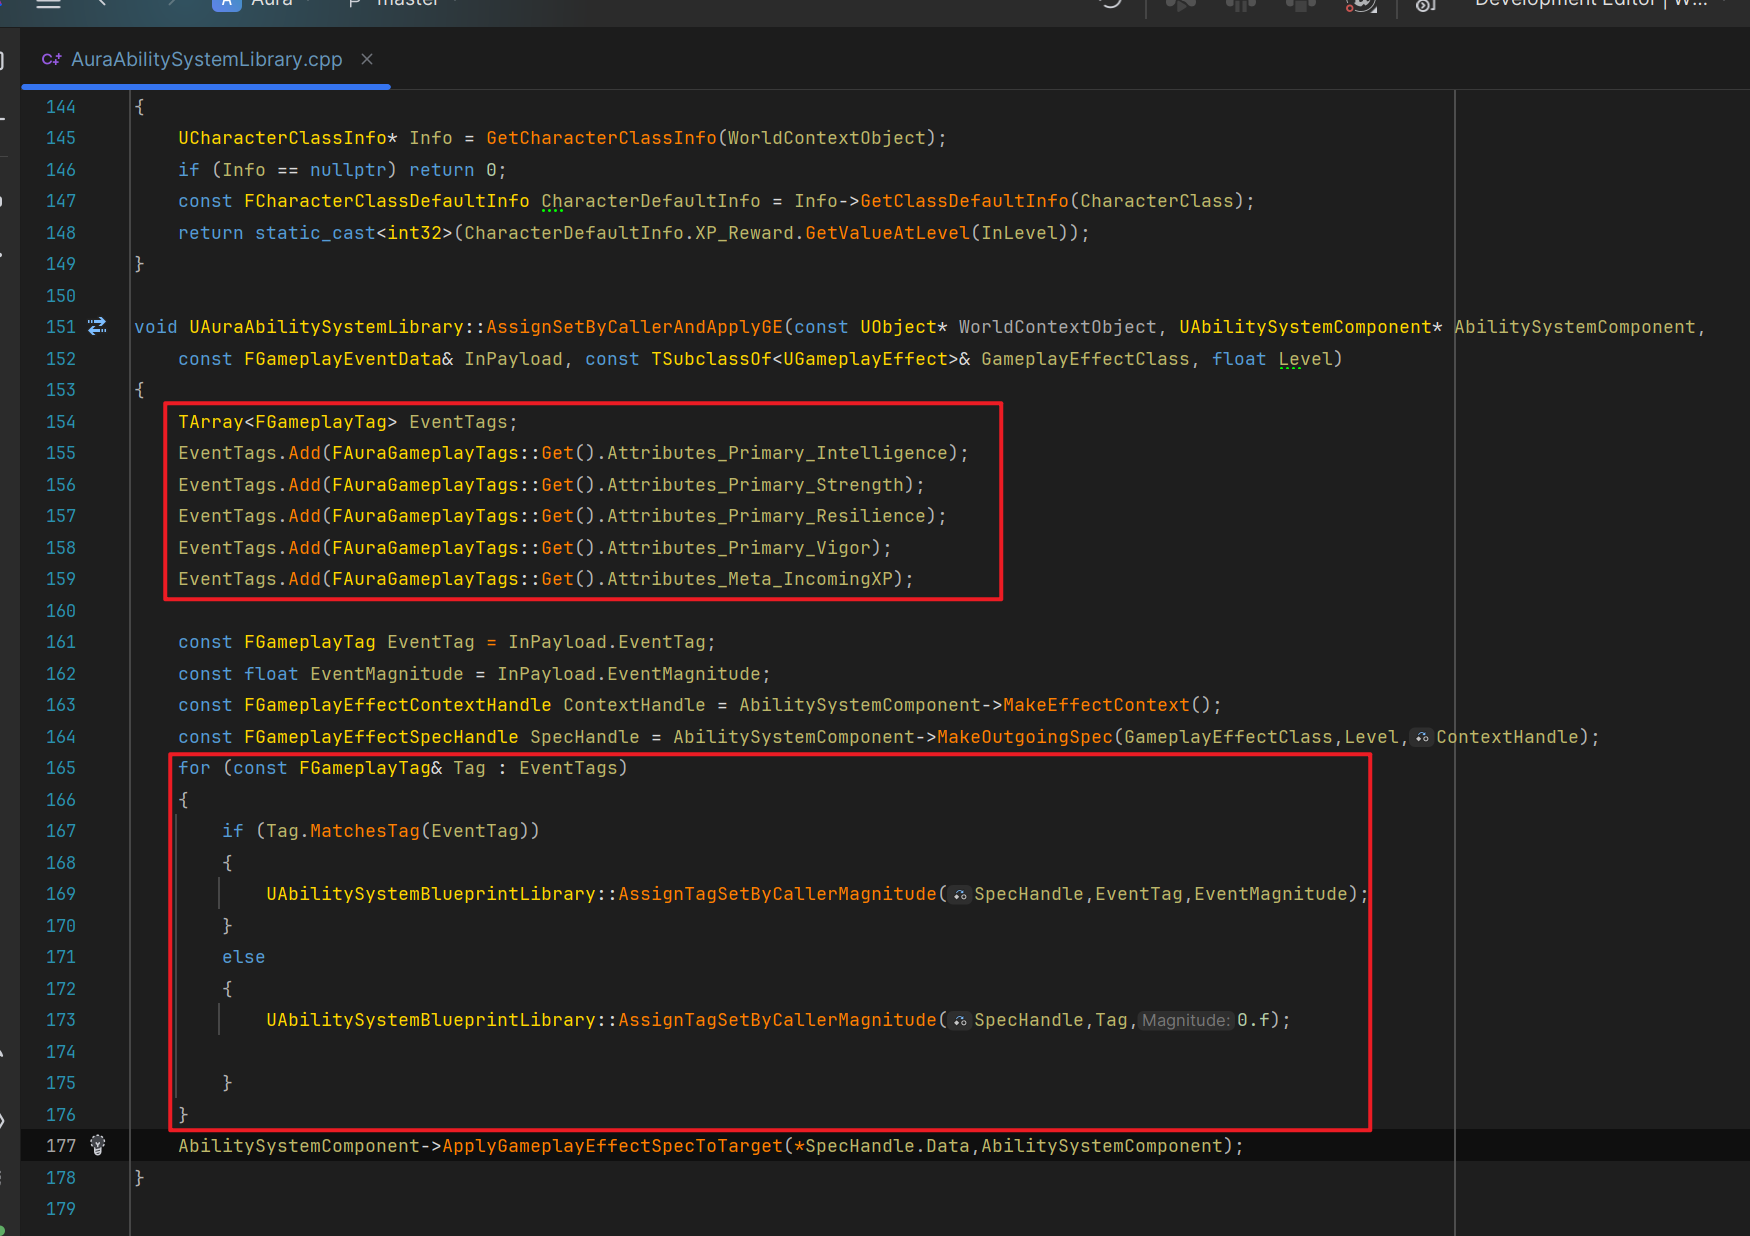 A Aura master Development Editor | W...
C++ AuraAbilitySystemLibrary.cpp ×
144 {
145 UCharacterClassInfo* Info = GetCharacterClassInfo(WorldContextObject);
146 if (Info == nullptr) return 0;
147 const FCharacterClassDefaultInfo CharacterDefaultInfo = Info->GetClassDefaultInfo(CharacterClass);
148 return static_cast<int32>(CharacterDefaultInfo.XP_Reward.GetValueAtLevel(InLevel));
149 }
150
151 void UAuraAbilitySystemLibrary::AssignSetByCallerAndApplyGE(const UObject* WorldContextObject, UAbilitySystemComponent* AbilitySystemComponent,
152 const FGameplayEventData& InPayload, const TSubclassOf<UGameplayEffect>& GameplayEffectClass, float Level)
153 {
154 TArray<FGameplayTag> EventTags;
155 EventTags.Add(FAuraGameplayTags::Get().Attributes_Primary_Intelligence);
156 EventTags.Add(FAuraGameplayTags::Get().Attributes_Primary_Strength);
157 EventTags.Add(FAuraGameplayTags::Get().Attributes_Primary_Resilience);
158 EventTags.Add(FAuraGameplayTags::Get().Attributes_Primary_Vigor);
159 EventTags.Add(FAuraGameplayTags::Get().Attributes_Meta_IncomingXP);
160
161 const FGameplayTag EventTag = InPayload.EventTag;
162 const float EventMagnitude = InPayload.EventMagnitude;
163 const FGameplayEffectContextHandle ContextHandle = AbilitySystemComponent->MakeEffectContext();
164 const FGameplayEffectSpecHandle SpecHandle = AbilitySystemComponent->MakeOutgoingSpec(GameplayEffectClass,Level,ContextHandle);
165 for (const FGameplayTag& Tag : EventTags)
166 {
167 if (Tag.MatchesTag(EventTag))
168 {
169 UAbilitySystemBlueprintLibrary::AssignTagSetByCallerMagnitude(SpecHandle,EventTag,EventMagnitude);
170 }
171 else
172 {
173 UAbilitySystemBlueprintLibrary::AssignTagSetByCallerMagnitude(SpecHandle,Tag,Magnitude:0.f);
174
175 }
176 }
177 AbilitySystemComponent->ApplyGameplayEffectSpecToTarget(*SpecHandle.Data,AbilitySystemComponent);
178 }
179